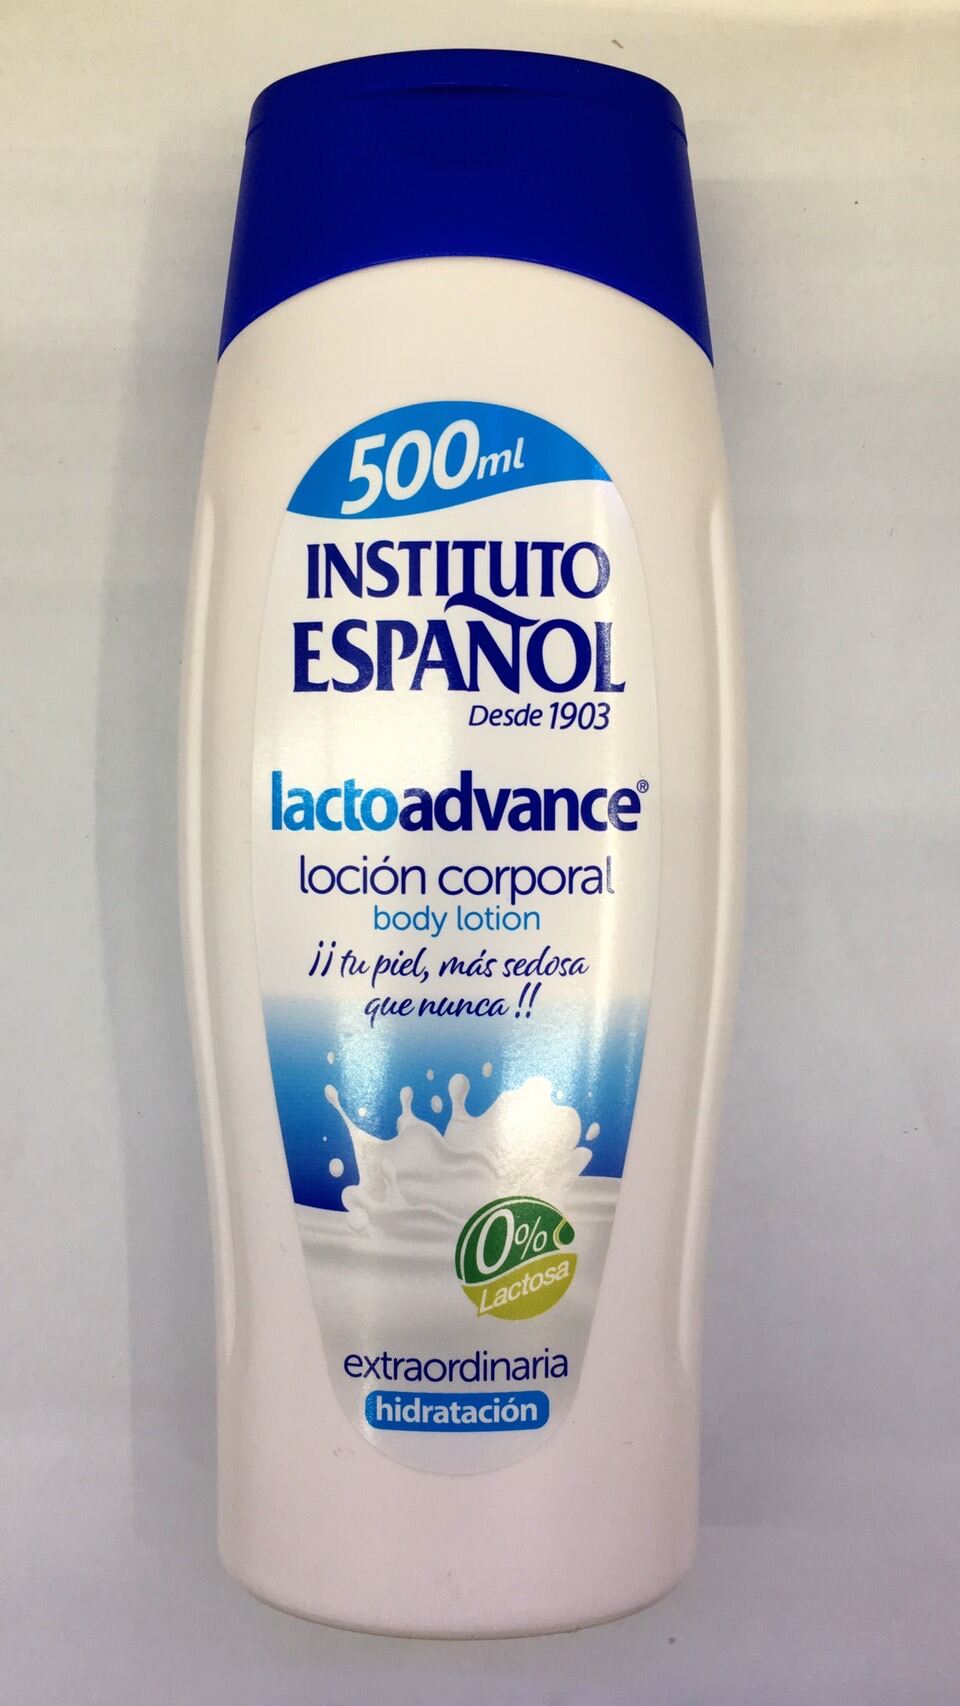 500ml
INSTITUTO
ESPAÑOL
Desde 1903
lactoadvance®
loción corporal
body lotion
¡¡tu piel, más sedosa
que nunca!!
0%
Lactosa
extraordinaria
hidratación